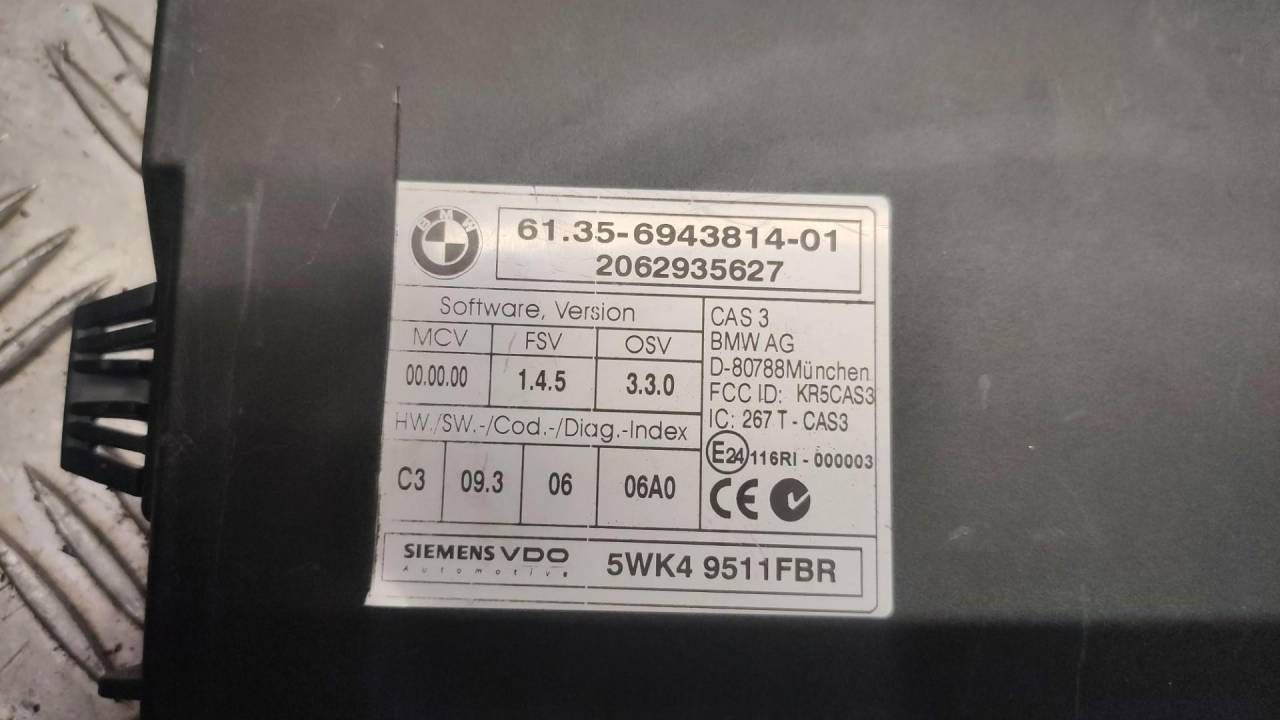 BMW
61.35-6943814-01
2062935627
Software, Version
MCV FSV OSV
00.00.00 1.4.5 3.3.0
HW./SW.-/Cod.-/Diag.-Index
C3 09.3 06 06A0
CAS 3
BMW AG
D-80788München
FCC ID: KR5CAS3
IC: 267 T - CAS3
E24 116RI - 000003
CE
SIEMENS VDO
Automotive
5WK4 9511FBR